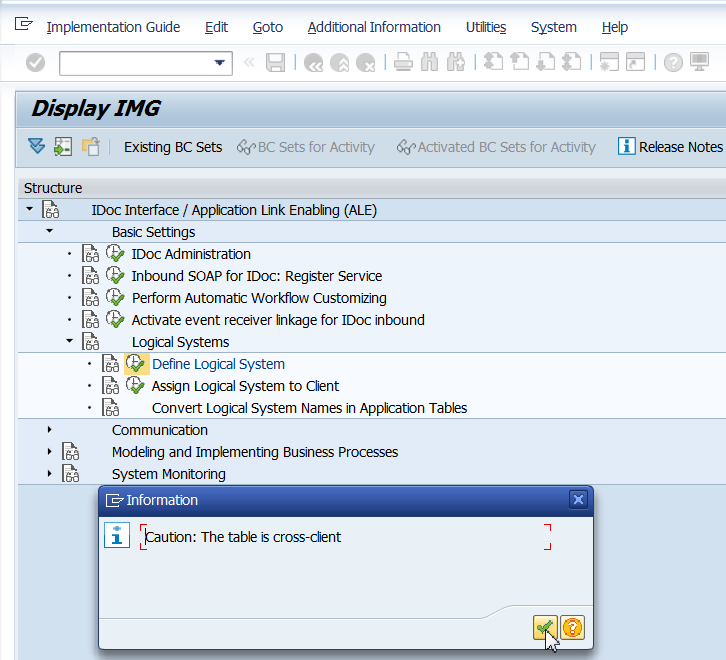 Implementation Guide Edit Goto Additional Information Utilities System Help
Display IMG
Existing BC Sets BC Sets for Activity Activated BC Sets for Activity Release Notes
Structure
IDoc Interface / Application Link Enabling (ALE)
Basic Settings
IDoc Administration
Inbound SOAP for IDoc: Register Service
Perform Automatic Workflow Customizing
Activate event receiver linkage for IDoc inbound
Logical Systems
Define Logical System
Assign Logical System to Client
Convert Logical System Names in Application Tables
Communication
Modeling and Implementing Business Processes
System Monitoring
Information
Caution: The table is cross-client